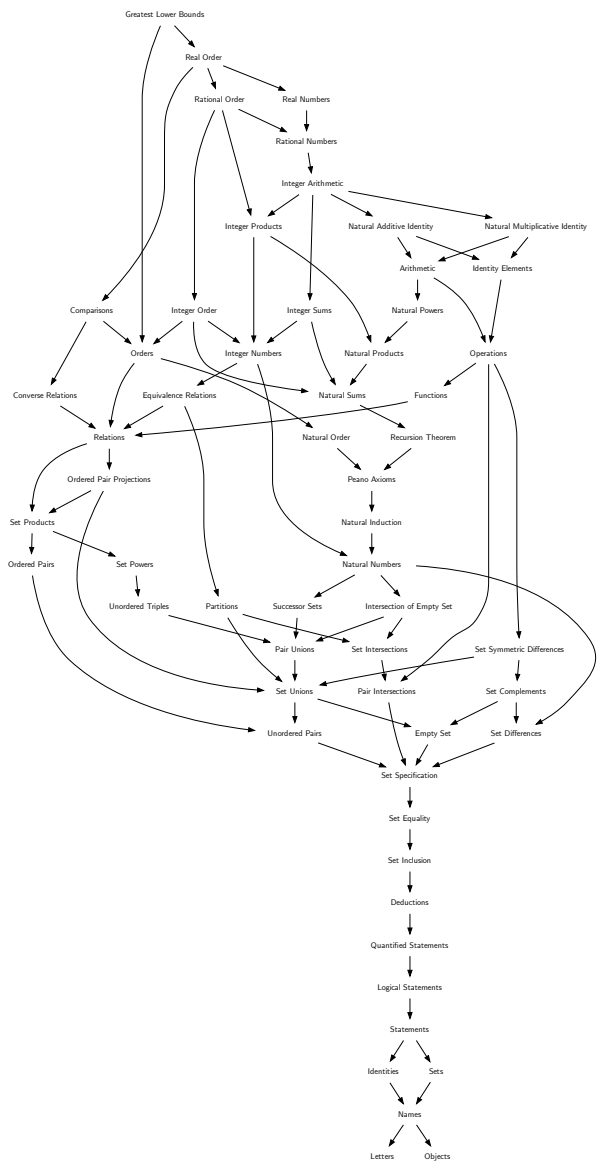 Greatest Lower Bounds
Real Order
Rational Order
Real Numbers
Rational Numbers
Integer Arithmetic
Integer Products
Natural Additive Identity
Natural Multiplicative Identity
Arithmetic
Identity Elements
Comparisons
Integer Order
Integer Sums
Natural Powers
Orders
Integer Numbers
Natural Products
Operations
Converse Relations
Equivalence Relations
Natural Sums
Functions
Relations
Natural Order
Recursion Theorem
Ordered Pair Projections
Peano Axioms
Set Products
Natural Induction
Ordered Pairs
Set Powers
Natural Numbers
Unordered Triples
Partitions
Successor Sets
Intersection of Empty Set
Pair Unions
Set Intersections
Set Symmetric Differences
Set Unions
Pair Intersections
Set Complements
Unordered Pairs
Empty Set
Set Differences
Set Specification
Set Equality
Set Inclusion
Deductions
Quantified Statements
Logical Statements
Statements
Identities
Sets
Names
Letters
Objects